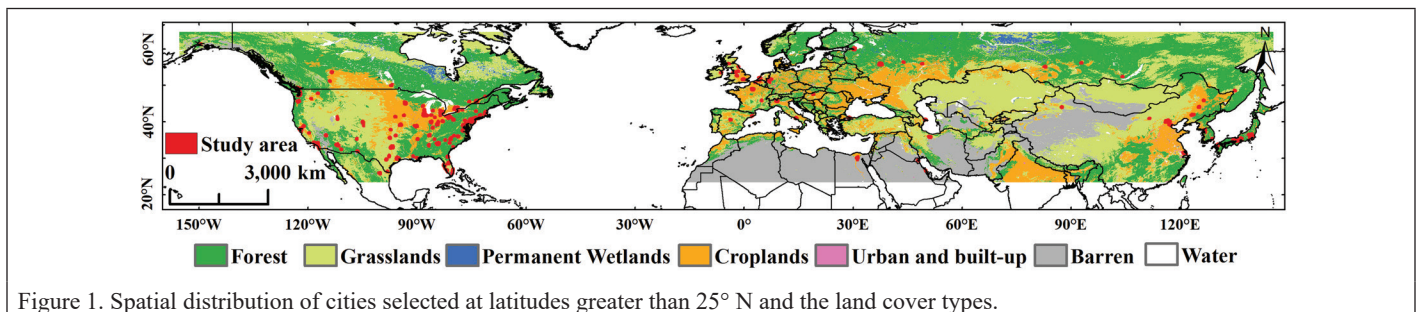 60°N
40°N
20°N
N
Study area
0 3,000 km
150°W 120°W 90°W 60°W 30°W 0° 30°E 60°E 90°E 120°E
Forest Grasslands Permanent Wetlands Croplands Urban and built-up Barren Water
Figure 1. Spatial distribution of cities selected at latitudes greater than 25° N and the land cover types.